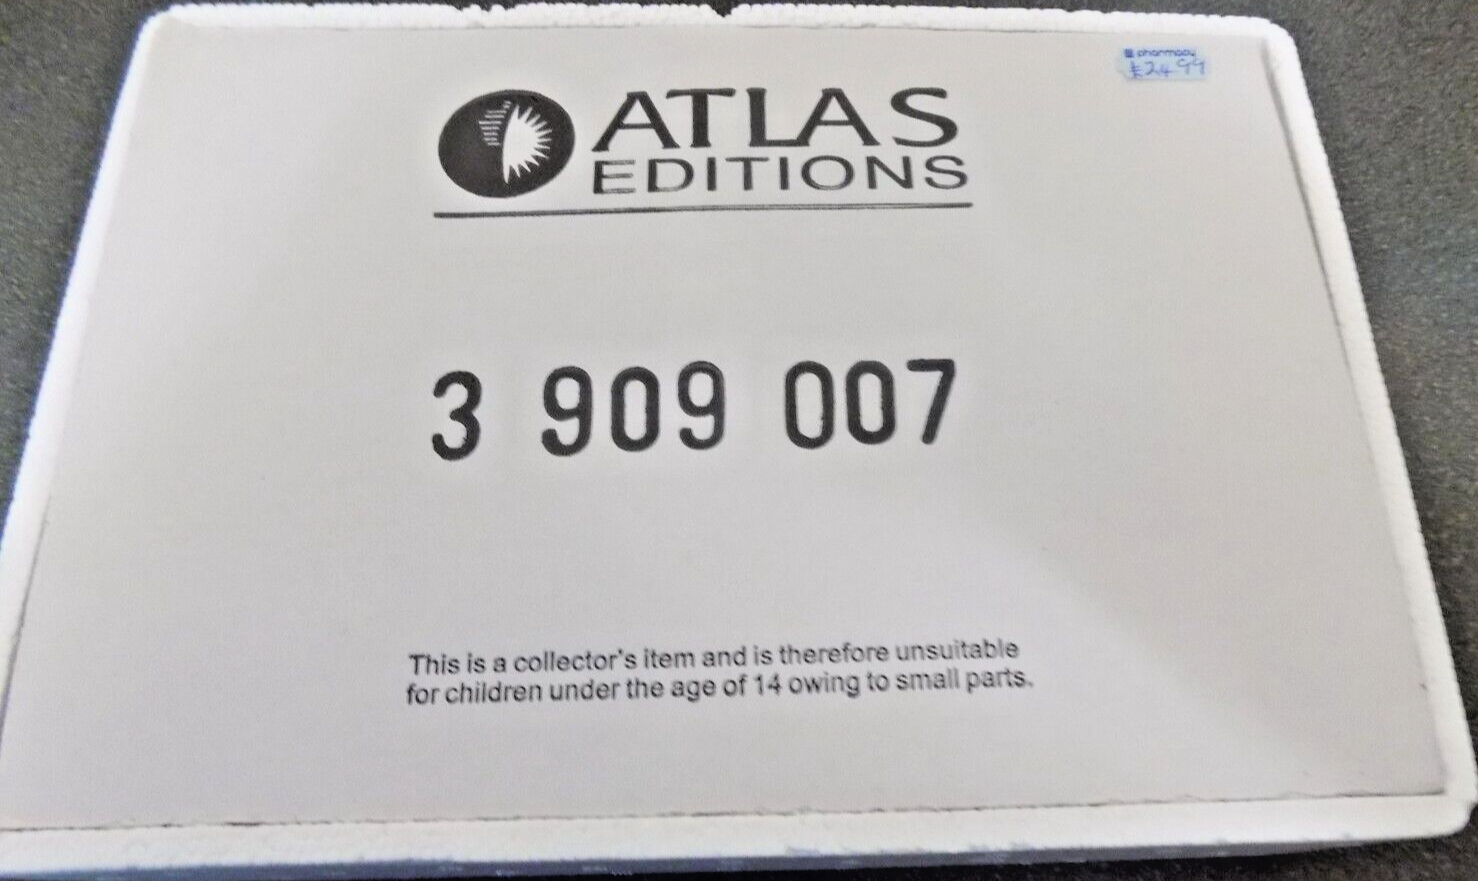 pharmacy
£24.99
ATLAS
EDITIONS
3 909 007
This is a collector's item and is therefore unsuitable
for children under the age of 14 owing to small parts.